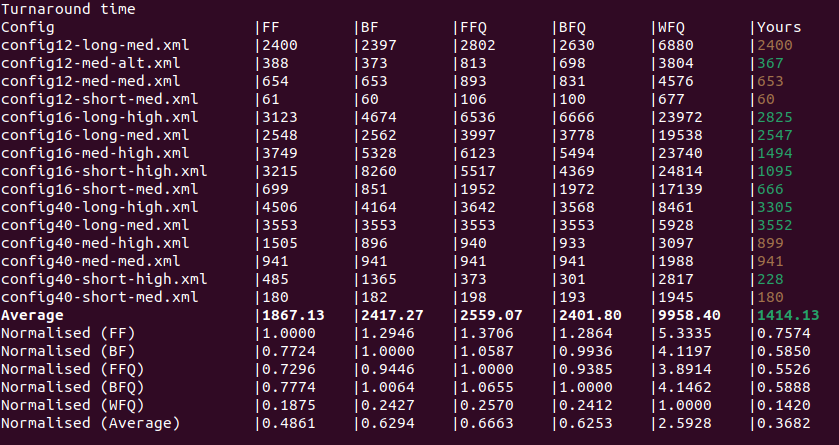 Turnaround time
Config |FF |BF |FFQ |BFQ |WFQ |Yours
config12-long-med.xml |2400 |2397 |2802 |2630 |6880 |2400
config12-med-alt.xml |388 |373 |813 |698 |3804 |367
config12-med-med.xml |654 |653 |893 |831 |4576 |653
config12-short-med.xml |61 |60 |106 |100 |677 |60
config16-long-high.xml |3123 |4674 |6536 |6666 |23972 |2825
config16-long-med.xml |2548 |2562 |3997 |3778 |19538 |2547
config16-med-high.xml |3749 |5328 |6123 |5494 |23740 |1494
config16-short-high.xml |3215 |8260 |5517 |4369 |24814 |1095
config16-short-med.xml |699 |851 |1952 |1972 |17139 |666
config40-long-high.xml |4506 |4164 |3642 |3568 |8461 |3305
config40-long-med.xml |3553 |3553 |3553 |3553 |5928 |3552
config40-med-high.xml |1505 |896 |940 |933 |3097 |899
config40-med-med.xml |941 |941 |941 |941 |1988 |941
config40-short-high.xml |485 |1365 |373 |301 |2817 |228
config40-short-med.xml |180 |182 |198 |193 |1945 |180
Average |1867.13 |2417.27 |2559.07 |2401.80 |9958.40 |1414.13
Normalised (FF) |1.0000 |1.2946 |1.3706 |1.2864 |5.3335 |0.7574
Normalised (BF) |0.7724 |1.0000 |1.0587 |0.9936 |4.1197 |0.5850
Normalised (FFQ) |0.7296 |0.9446 |1.0000 |0.9385 |3.8914 |0.5526
Normalised (BFQ) |0.7774 |1.0064 |1.0655 |1.0000 |4.1462 |0.5888
Normalised (WFQ) |0.1875 |0.2427 |0.2570 |0.2412 |1.0000 |0.1420
Normalised (Average) |0.4861 |0.6294 |0.6663 |0.6253 |2.5928 |0.3682